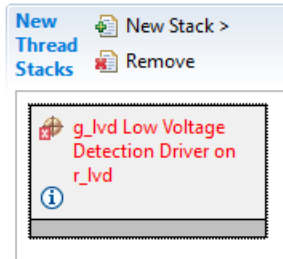 New
Thread
Stacks
New Stack >
Remove
g_lvd Low Voltage
Detection Driver on
r_lvd